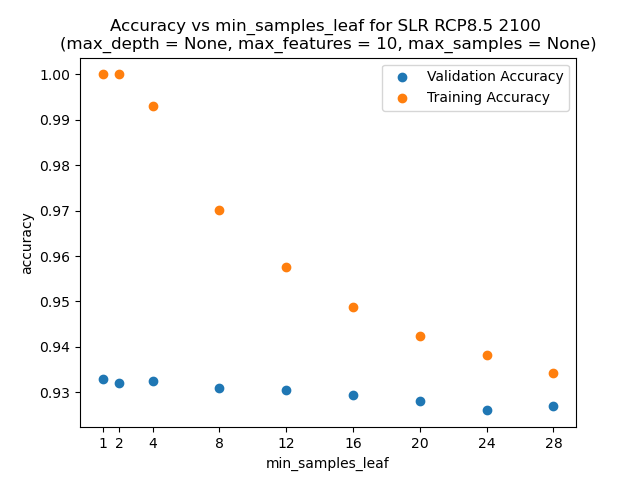 Accuracy vs min_samples_leaf for SLR RCP8.5 2100
(max_depth = None, max_features = 10, max_samples = None)
Validation Accuracy
Training Accuracy
1.00
0.99
0.98
0.97
0.96
0.95
0.94
0.93
accuracy
1 2 4 8 12 16 20 24 28
min_samples_leaf